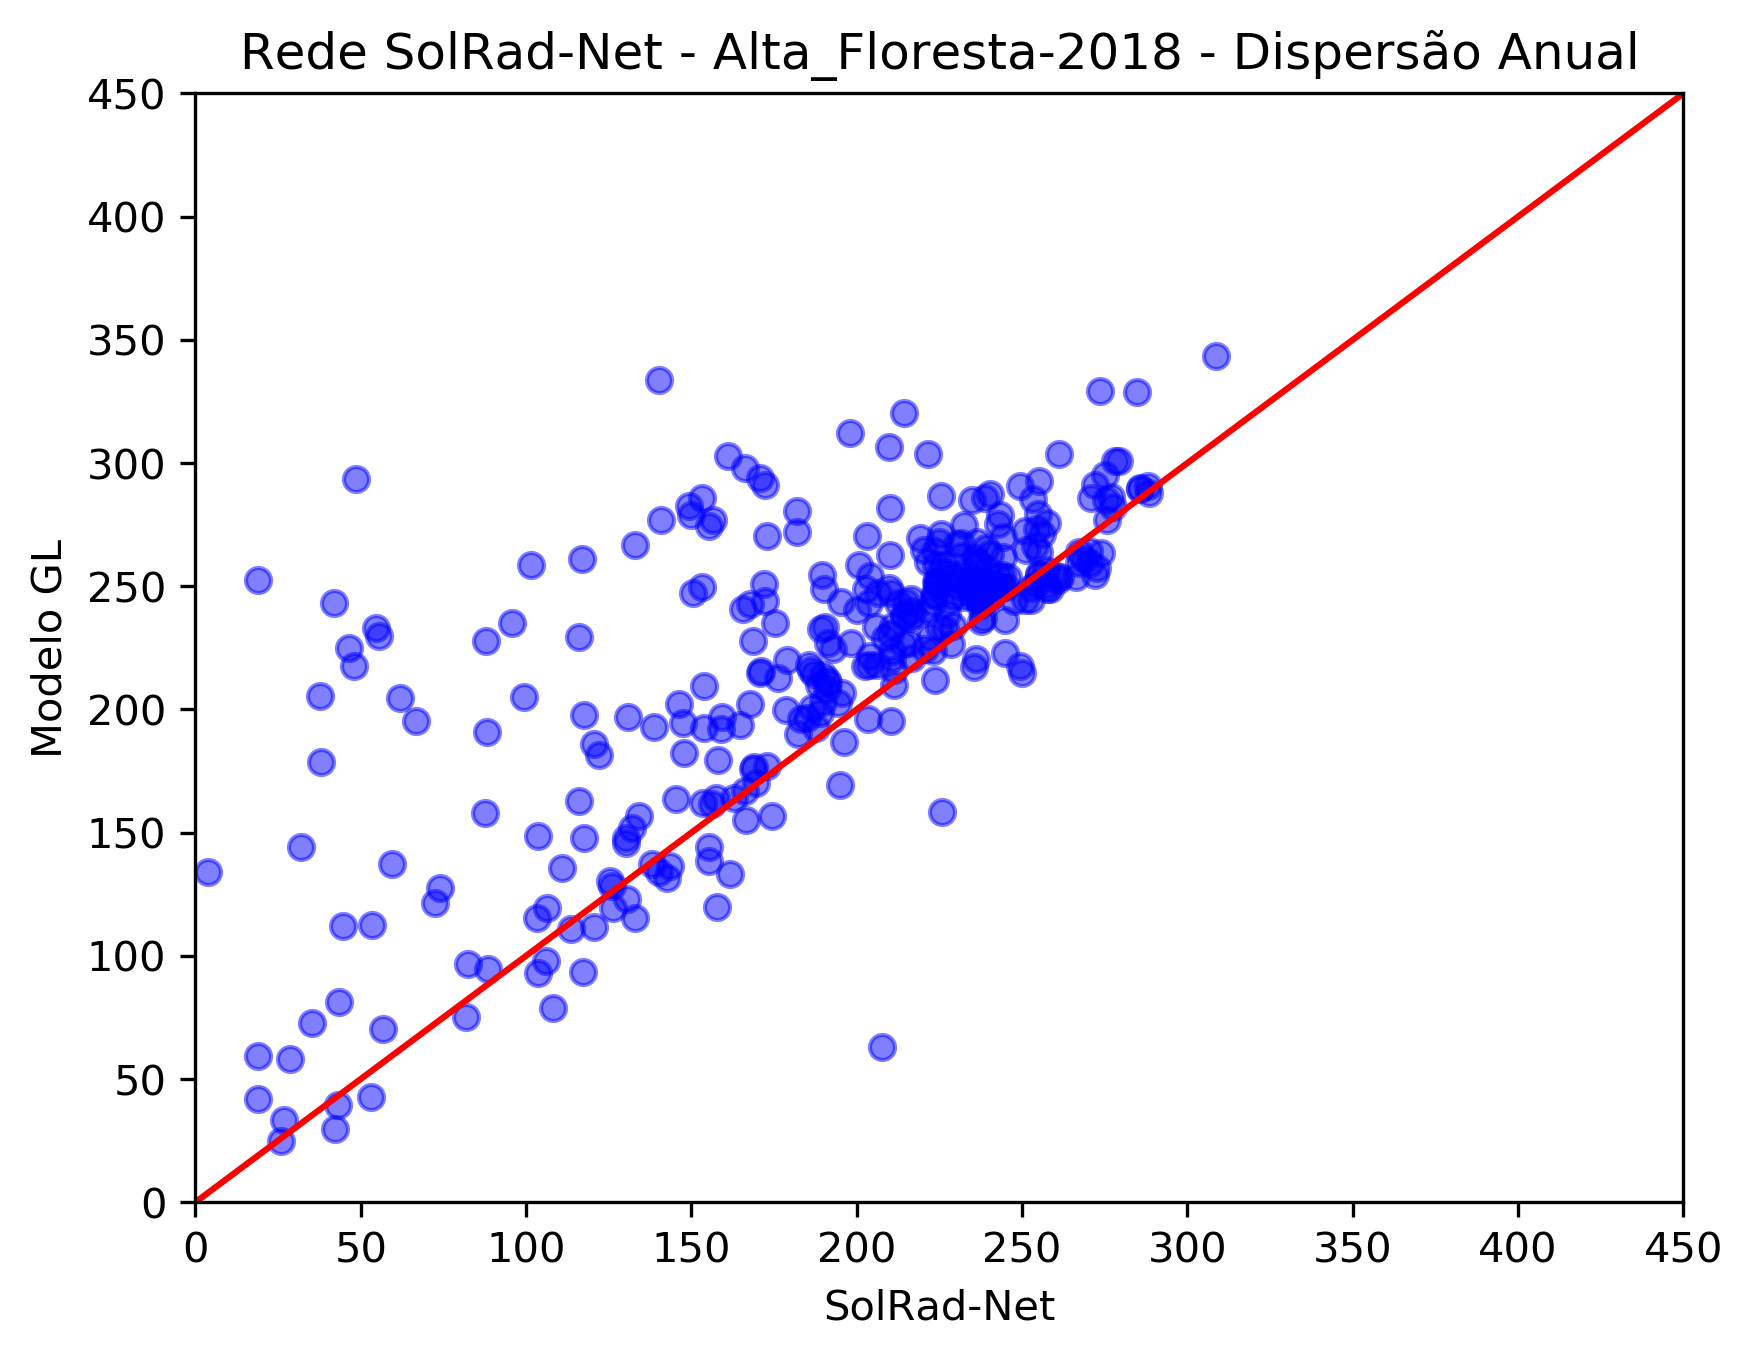 Rede SolRad-Net - Alta_Floresta-2018 - Dispersão Anual
450
400
350
300
250
200
150
100
50
0
Modelo GL
0 50 100 150 200 250 300 350 400 450
SolRad-Net